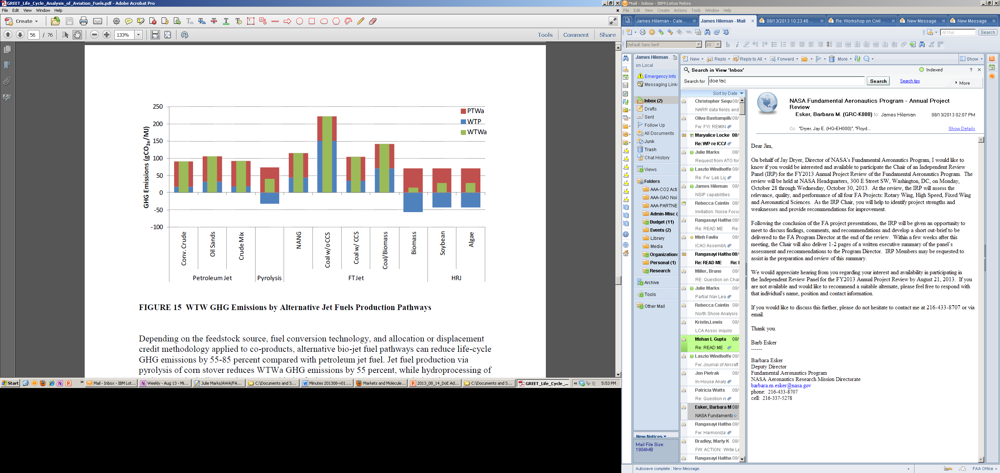 GREET_Life_Cycle_Analysis_of_Aviation_Fuels.pdf - Adobe Acrobat Pro
File Edit View Window Help
Create
56 / 76 133% Tools Comment Share
250
200
150
100
50
0
-50
-100
GHG Emissions (gCO2e/MJ)
PTWa
WTP
WTWa
Conv. Crude
Oil Sands
Crude Mix
NANG
Coal w/o CCS
Coal w/ CCS
Coal/Biomass
Biomass
Soybean
Algae
Petroleum Jet Pyrolysis FT Jet HRJ
FIGURE 15 WTW GHG Emissions by Alternative Jet Fuels Production Pathways
Depending on the feedstock source, fuel conversion technology, and allocation or displacement
credit methodology applied to co-products, alternative bio-jet fuel pathways can reduce life-cycle
GHG emissions by 55-85 percent compared with petroleum jet fuel. Jet fuel production via
pyrolysis of corn stover reduces WTWa GHG emissions by 55 percent, while hydroprocessing of
Start Mail - Inbox - IBM Lot... Weekly - Aug 13 - Mi... Julie Marks/AWA/FA... C:\Documents and S... Minutes 201308-v01.... Markets and Molecule... 2013_08_14_DoE Ad... C:\Documents and S... GREET_Life_Cycle_... 5:53 PM
Mail - Inbox - IBM Lotus Notes
File Edit View Create Actions Tools Window Help
James Hileman - Cale... James Hileman - Mail 08/13/2013 10:23:46 ... Re: Workshop on Civil ... New Message New Message
All Mail Search
Default Sans Serif 10
James Hileman
on Local
Emergency Info
Messaging Link
Inbox (2)
Drafts
Sent
Follow Up
All Documents
Junk
Trash
Chat History
Views
Folders
AAA-CO2 Acti
AAA-GAO Noi
AAA-PARTNE
Admin-Misc (
Budget (11)
Events (2)
Library
Media
Organizations
Personal (1)
Research
Archive
Tools
Other Mail
New Notices
Mail File Size:
1904MB
New Reply Reply to All Forward More Show
Search in View 'Inbox' Indexed ?
Search for doe tac Search Search tips More
Sort by Date
Christopher Sequ 08/
NARR data fields and
Oliva Bastiampilla 08/
Fw: FYI: REMIN
Maryalice Locke 08/
Re: WP re ICCA
Julie Marks 08/
Request from ATO for
Laszlo Windhoffe 08/
Re: Fw: Lab Lig
James Hileman 08/
NSIP capabilities
Rebecca Cointin 08/
Invitation: Noise Focu
Rangasayi Haltho 08/
Re: READ ME Re:
Minh Favila 08/
ICAO Assembly
Rangasayi Haltho 08/
Re: READ ME Re:
Miller, Bruno 08/
RE: Question on Chai
Julie Marks 08/
Partial Nav Lea
Rebecca Cointin 08/
North Shore Analysis
Kristin.Lewis 08/
LCA Assoc inquiry
Mohan L Gupta 08/
Re: READ ME
Laszlo Windhoffe 08/
Fw: Journal of Aircraft
Jon Pietrak 08/
In-House Analy
Patricia Watts 08/
Re: Question re
Esker, Barbara M 08/
NASA Fundamenta
Rangasayi Haltho 08/
Fw: Harmoniza
Bradley, Marty K 08/
FW: ACTION: Write Le
Rangasayi Haltho 08/
NASA Fundamental Aeronautics Program - Annual Project
Review
Esker, Barbara M. (GRC-K000) to: James Hileman 08/13/2013 02:07 PM
Cc: "Dryer, Jay E. (HQ-EH000)", "Floyd... Show Details
Dear Jim,
On behalf of Jay Dryer, Director of NASA's Fundamental Aeronautics Program, I would like to
know if you would be interested and available to participate the Chair of an Independent Review
Panel (IRP) for the FY2013 Annual Project Review of the Fundamental Aeronautics Program. The
review will be held at NASA Headquarters, 300 E Street SW, Washington, DC, on Monday,
October 28 through Wednesday, October 30, 2013. At the review, the IRP will assess the
relevance, quality, and performance of all four FA Projects: Rotary Wing, High Speed, Fixed Wing
and Aeronautical Sciences. As the IRP Chair, you will help to identify project strengths and
weaknesses and provide recommendations for improvement.
Following the conclusion of the FA project presentations, the IRP will be given an opportunity to
meet to discuss findings, comments, and recommendations and develop a short out-brief to be
delivered to the FA Program Director at the end of the review. Within a few weeks after this
meeting, the Chair will also deliver 1-2 pages of a written executive summary of the panel's
assessment and recommendations to the Program Director. IRP Members may be requested to
assist in the preparation and review of this summary.
We would appreciate hearing from you regarding your interest and availability in participating in
the Independent Review Panel for the FY2013 Annual Project Review by August 21, 2013. If you
are not available and would like to recommend a suitable alternate, please feel free to respond with
that individual's name, position and contact information.
If you would like to discuss this further, please do not hesitate to contact me at 216-433-8707 or via
email.
Thank you.
Barb Esker
------
Barbara Esker
Deputy Director
Fundamental Aeronautics Program
NASA Aeronautics Research Mission Directorate
barbara.m.esker@nasa.gov
phone: 216-433-8707
cell: 216-337-5278
Autosave complete : New Message. FAA Office